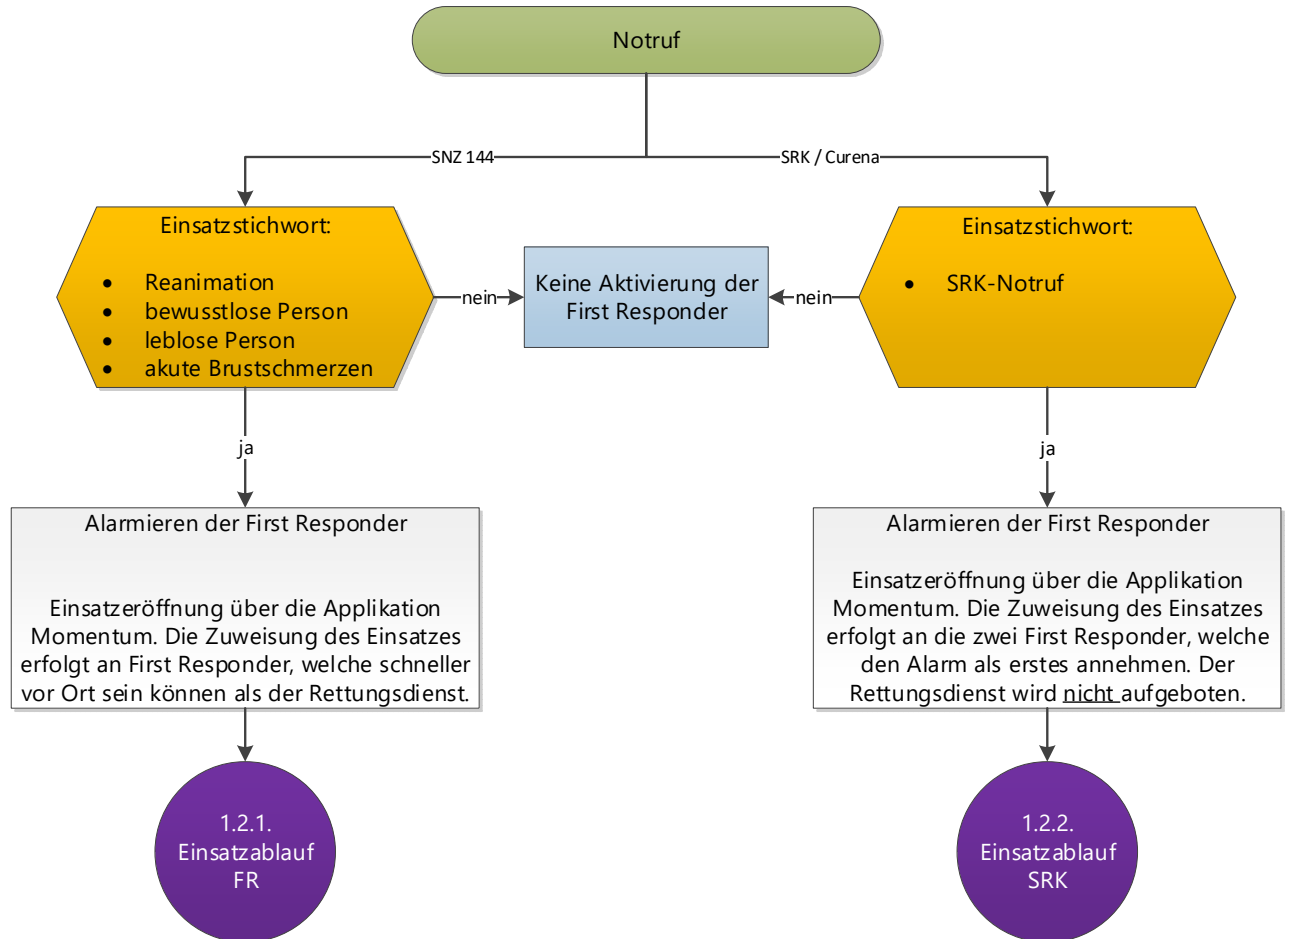 Notruf
SNZ 144
SRK / Curena
Einsatzstichwort:
• Reanimation
• bewusstlose Person
• leblose Person
• akute Brustschmerzen
nein
Keine Aktivierung der
First Responder
nein
Einsatzstichwort:
• SRK-Notruf
ja
ja
Alarmieren der First Responder
Einsatzeröffnung über die Applikation
Momentum. Die Zuweisung des Einsatzes
erfolgt an First Responder, welche schneller
vor Ort sein können als der Rettungsdienst.
Alarmieren der First Responder
Einsatzeröffnung über die Applikation
Momentum. Die Zuweisung des Einsatzes
erfolgt an die zwei First Responder, welche
den Alarm als erstes annehmen. Der
Rettungsdienst wird nicht aufgeboten.
1.2.1.
Einsatzablauf
FR
1.2.2.
Einsatzablauf
SRK